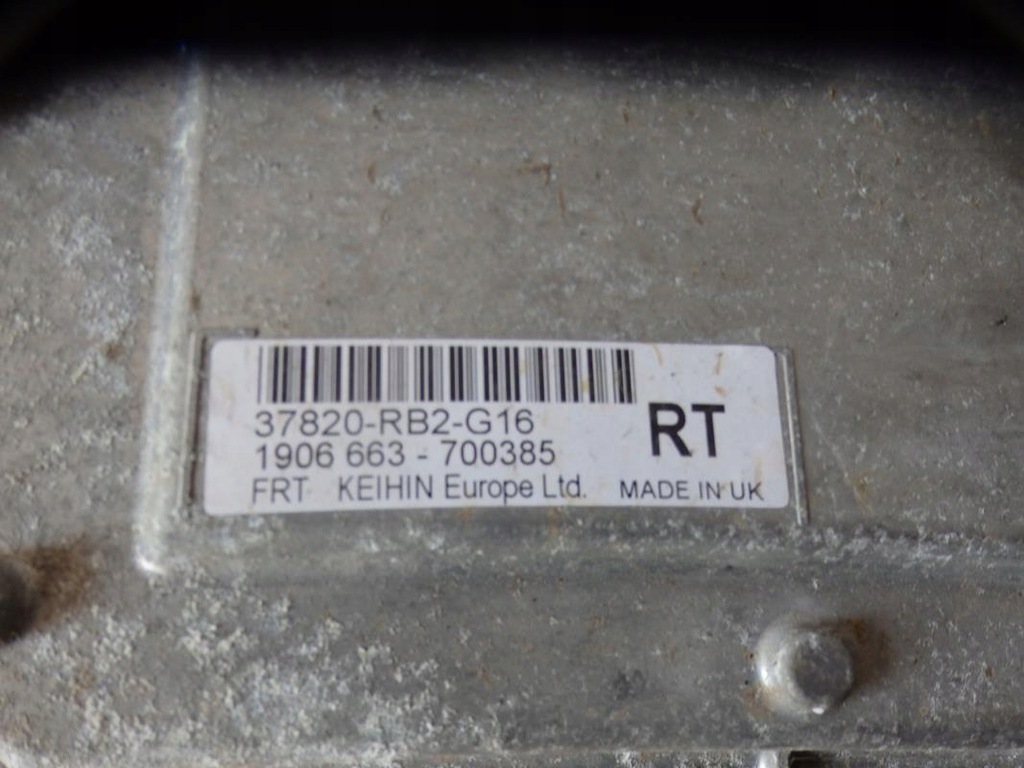 37820-RB2-G16
1906 663 - 700385
RT
FRT KEIHIN Europe Ltd. MADE IN UK